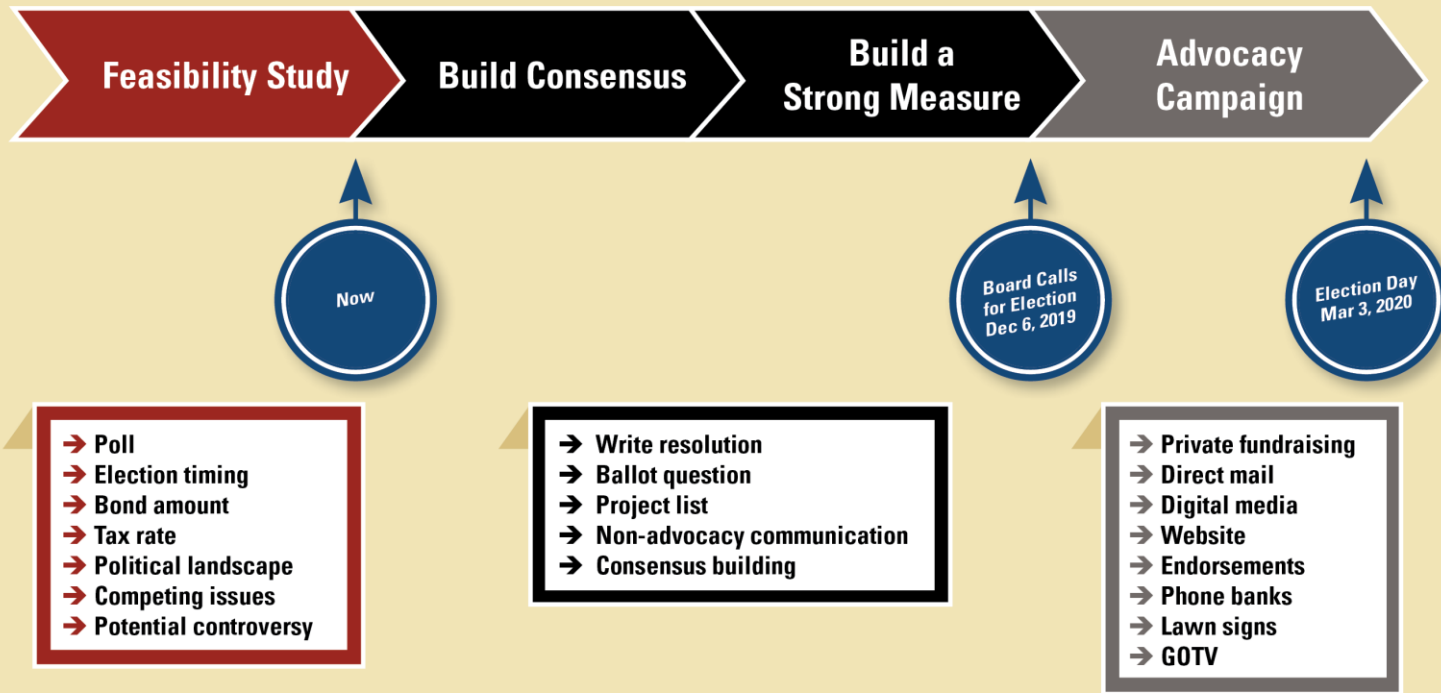 Feasibility Study
Build Consensus
Build a
Strong Measure
Advocacy
Campaign
Now
Board Calls
for Election
Dec 6, 2019
Election Day
Mar 3, 2020
➔ Poll
➔ Election timing
➔ Bond amount
➔ Tax rate
➔ Political landscape
➔ Competing issues
➔ Potential controversy
➔ Write resolution
➔ Ballot question
➔ Project list
➔ Non-advocacy communication
➔ Consensus building
➔ Private fundraising
➔ Direct mail
➔ Digital media
➔ Website
➔ Endorsements
➔ Phone banks
➔ Lawn signs
➔ GOTV